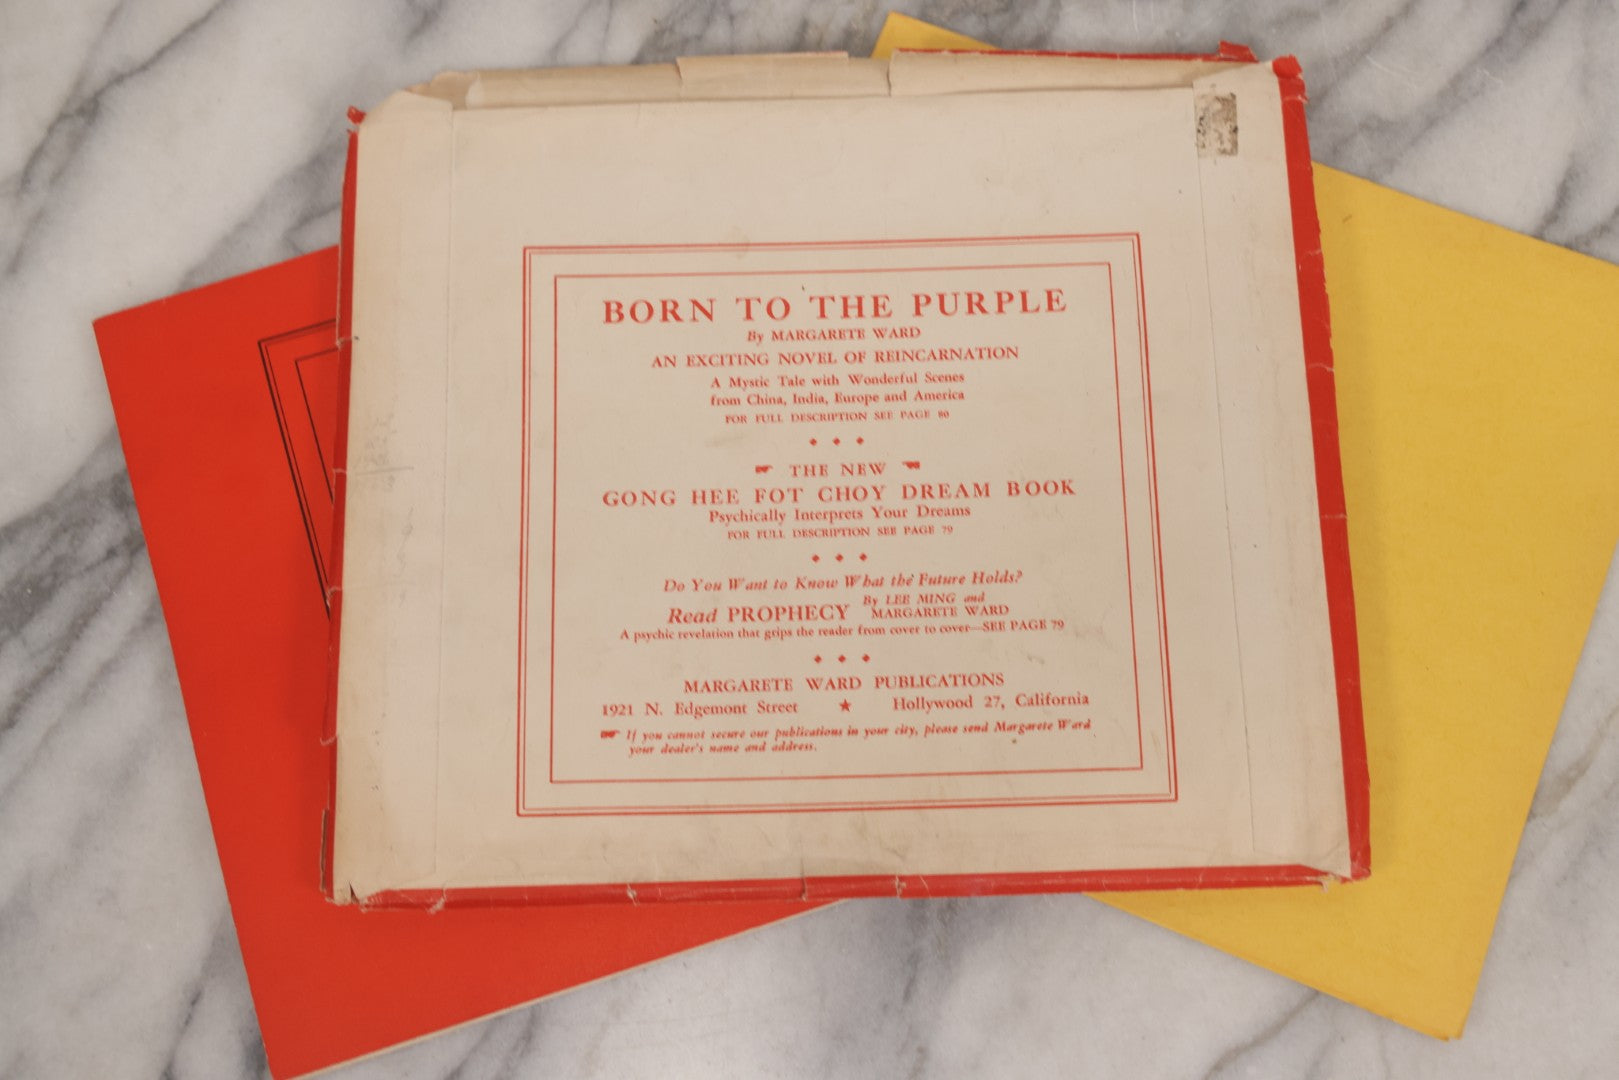 BORN TO THE PURPLE
By MARGARETE WARD
AN EXCITING NOVEL OF REINCARNATION
A Mystic Tale with Wonderful Scenes
from China, India, Europe and America
FOR FULL DESCRIPTION SEE PAGE 80
THE NEW
GONG HEE FOT CHOY DREAM BOOK
Psychically Interprets Your Dreams
FOR FULL DESCRIPTION SEE PAGE 79
Do You Want to Know What the Future Holds?
Read PROPHECY By LEE MING and
MARGARETE WARD
A psychic revelation that grips the reader from cover to cover—SEE PAGE 79
MARGARETE WARD PUBLICATIONS
1921 N. Edgemont Street ★ Hollywood 27, California
If you cannot secure our publications in your city, please send Margarete Ward
your dealer's name and address.